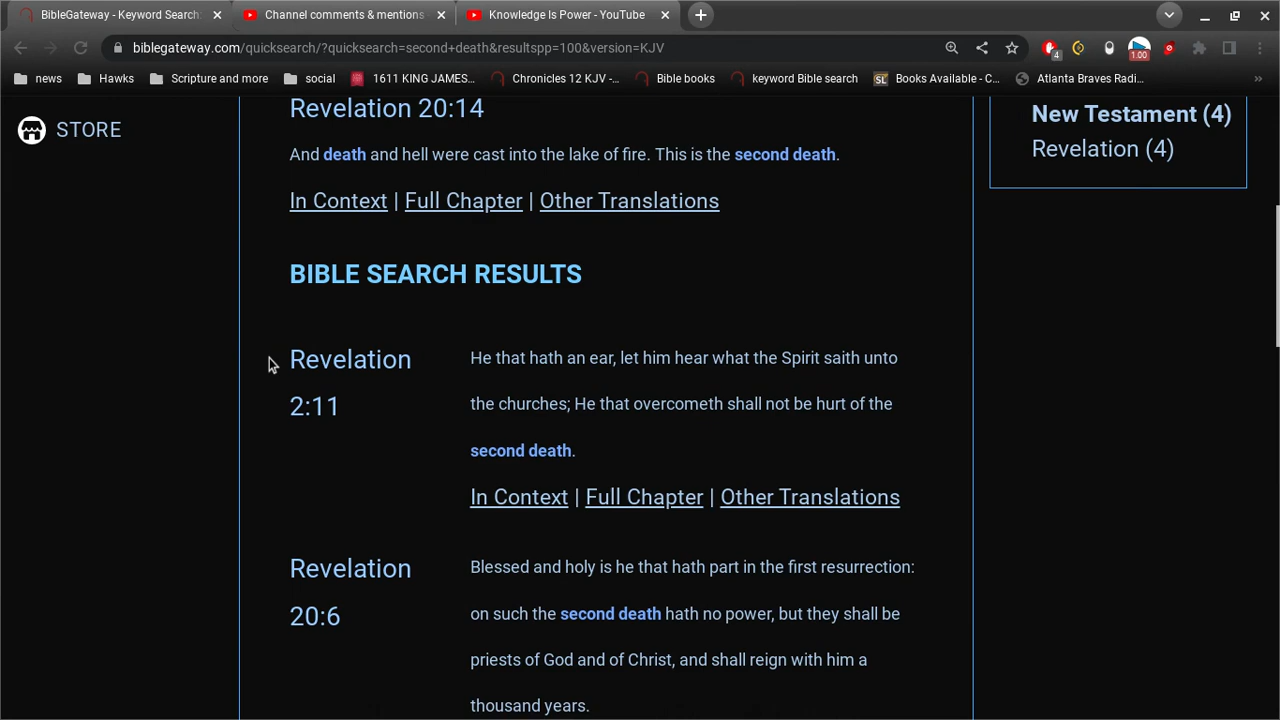 BibleGateway - Keyword Search:
Channel comments & mentions
Knowledge Is Power - YouTube
biblegateway.com/quicksearch/?quicksearch=second+death&resultspp=100&version=KJV
4
1.00
news
Hawks
Scripture and more
social
1611 KING JAMES...
Chronicles 12 KJV -...
Bible books
keyword Bible search
SL
Books Available - C...
Atlanta Braves Radi...
»
STORE
Revelation 20:14
And death and hell were cast into the lake of fire. This is the second death.
In Context | Full Chapter | Other Translations
New Testament (4)
Revelation (4)
BIBLE SEARCH RESULTS
Revelation
2:11
He that hath an ear, let him hear what the Spirit saith unto
the churches; He that overcometh shall not be hurt of the
second death.
In Context | Full Chapter | Other Translations
Revelation
20:6
Blessed and holy is he that hath part in the first resurrection:
on such the second death hath no power, but they shall be
priests of God and of Christ, and shall reign with him a
thousand years.